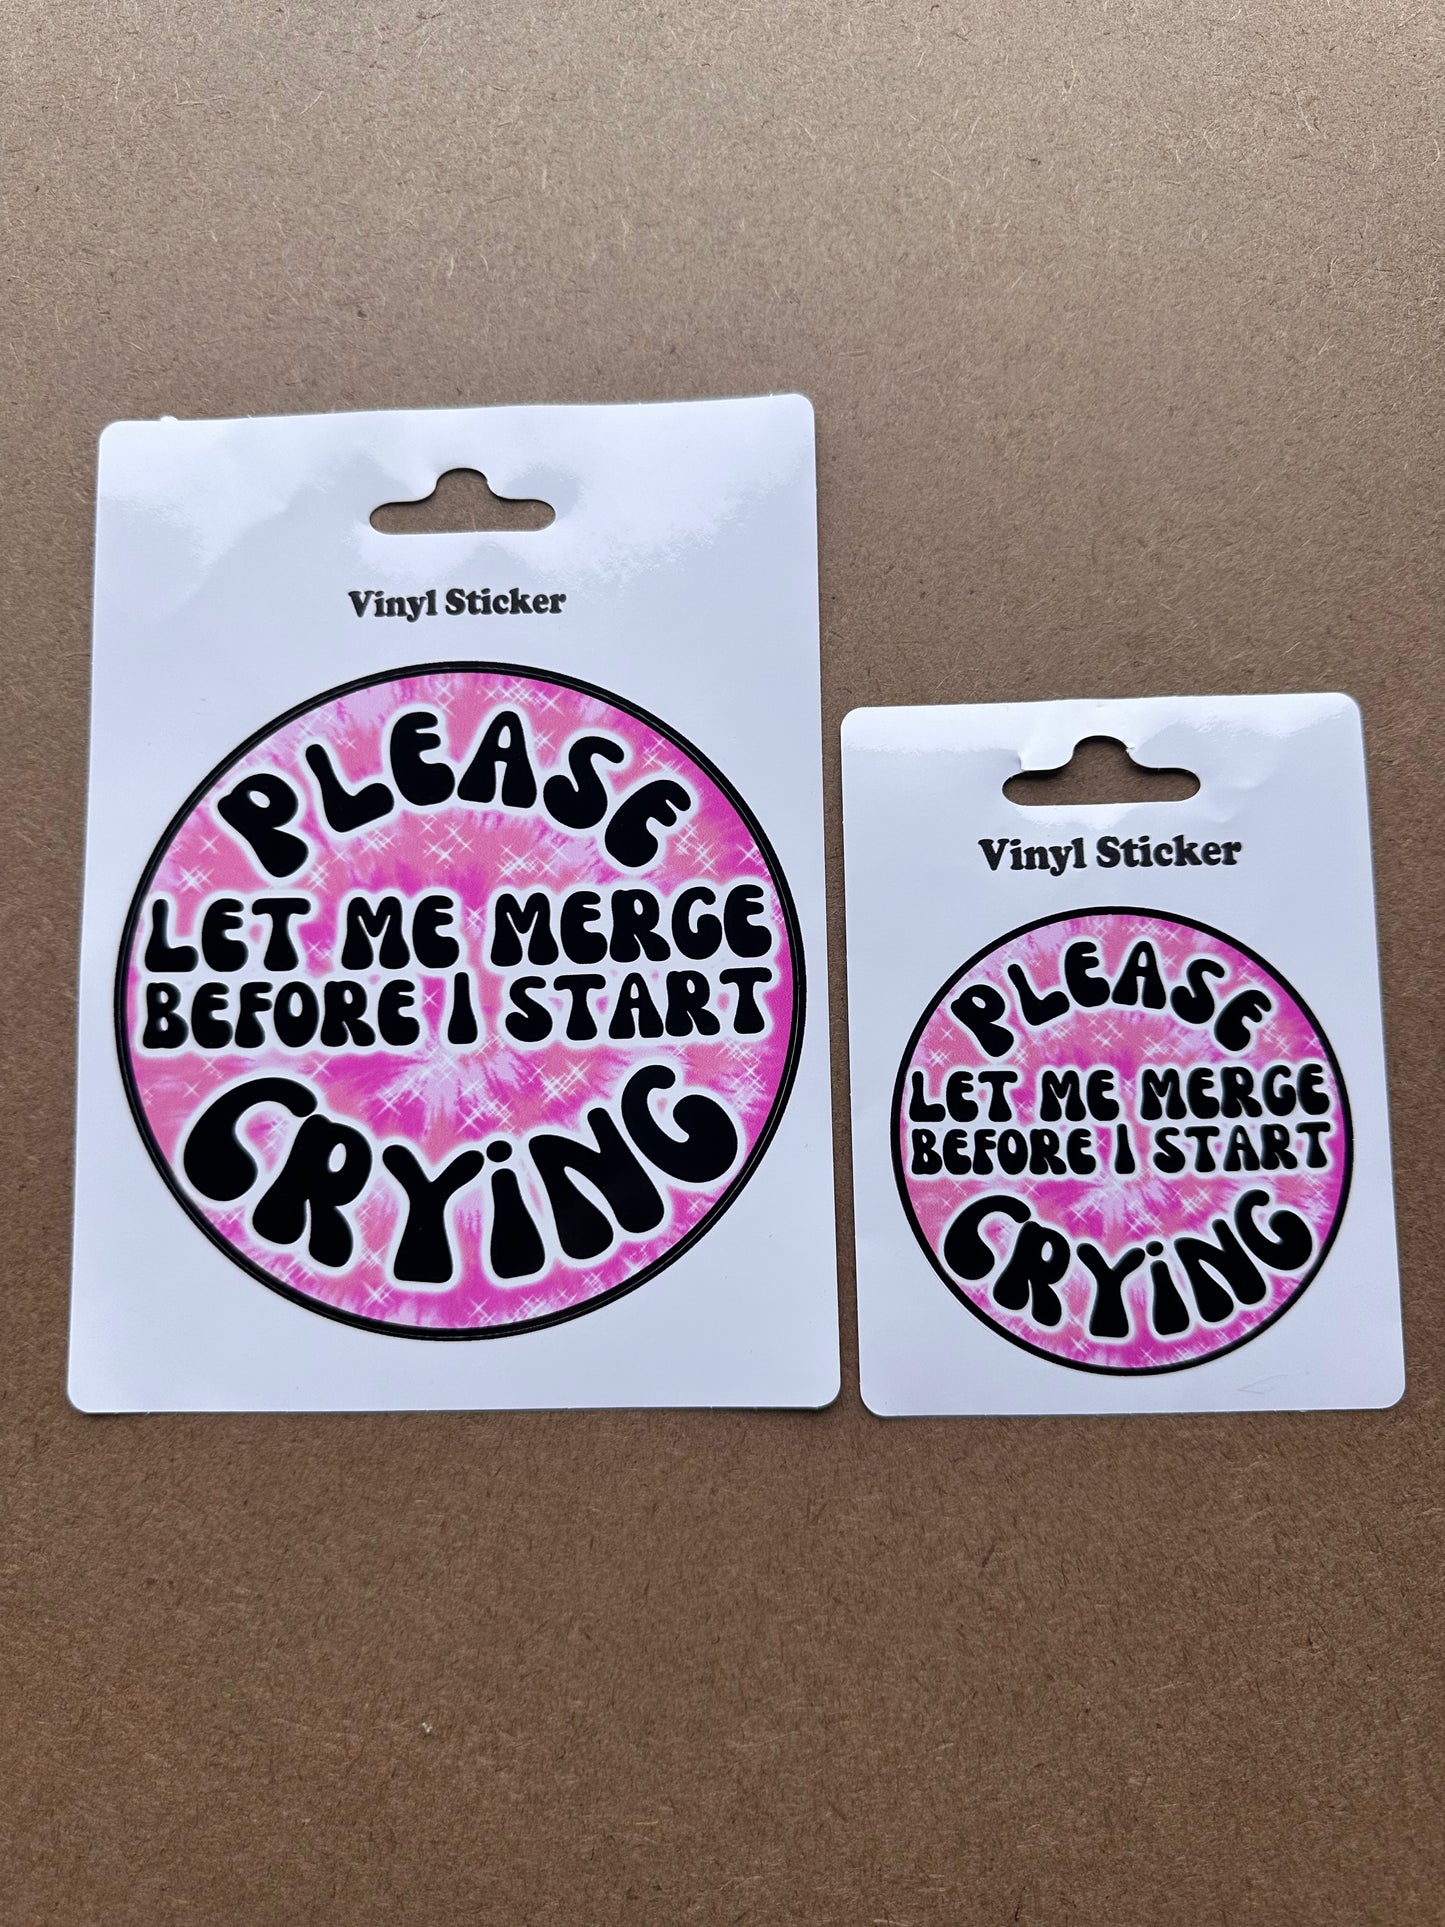 Vinyl Sticker
PLEASE
LET ME MERGE
BEFORE I START
CRYiNG
Vinyl Sticker
PLEASE
LET ME MERGE
BEFORE I START
CRYiNG